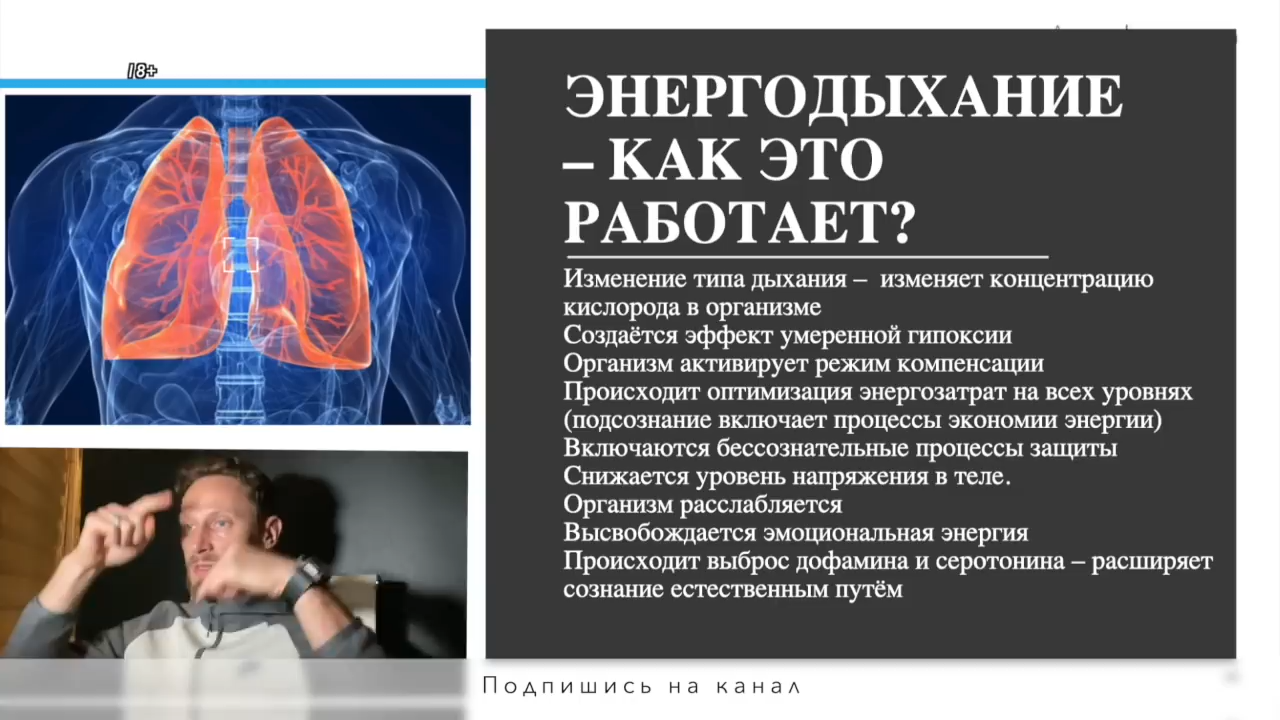 18+
ЭНЕРГОДЫХАНИЕ
– КАК ЭТО
РАБОТАЕТ?
Изменение типа дыхания – изменяет концентрацию
кислорода в организме
Создаётся эффект умеренной гипоксии
Организм активирует режим компенсации
Происходит оптимизация энергозатрат на всех уровнях
(подсознание включает процессы экономии энергии)
Включаются бессознательные процессы защиты
Снижается уровень напряжения в теле.
Организм расслабляется
Высвобождается эмоциональная энергия
Происходит выброс дофамина и серотонина – расширяет
сознание естественным путём
Подпишись на канал